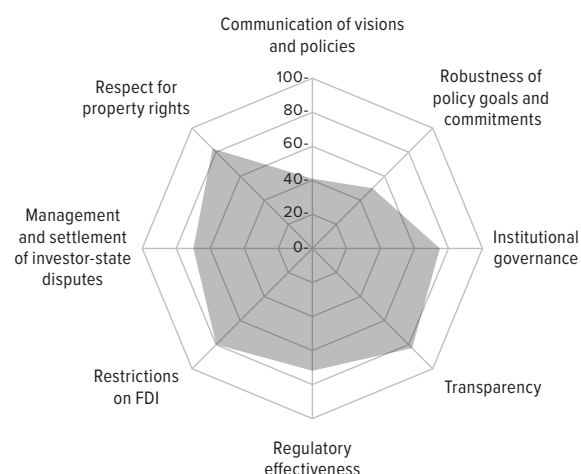 Communication of visions
and policies
Robustness of
policy goals and
commitments
Respect for
property rights
100-
80-
60-
40-
20-
0-
Institutional
governance
Management
and settlement
of investor-state
disputes
Transparency
Restrictions
on FDI
Regulatory
effectiveness